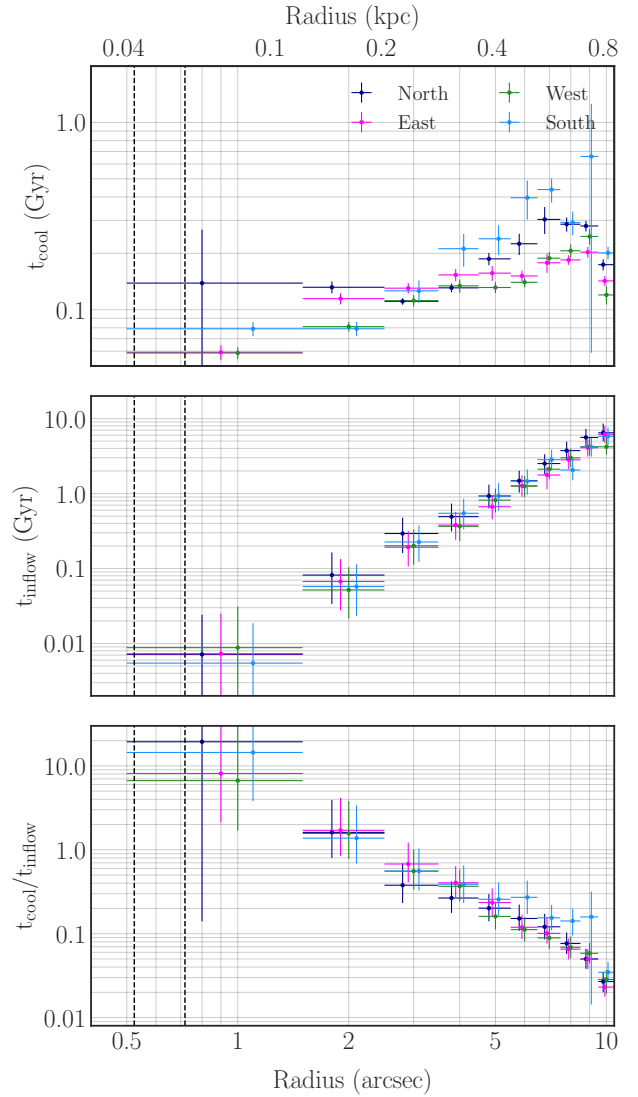 Radius (kpc)
0.04 0.1 0.2 0.4 0.8
North West
East South
1.0
0.1
t_cool (Gyr)
10.0
1.0
0.1
0.01
t_inflow (Gyr)
10.0
1.0
0.1
0.01
t_cool/t_inflow
0.5 1 2 5 10
Radius (arcsec)